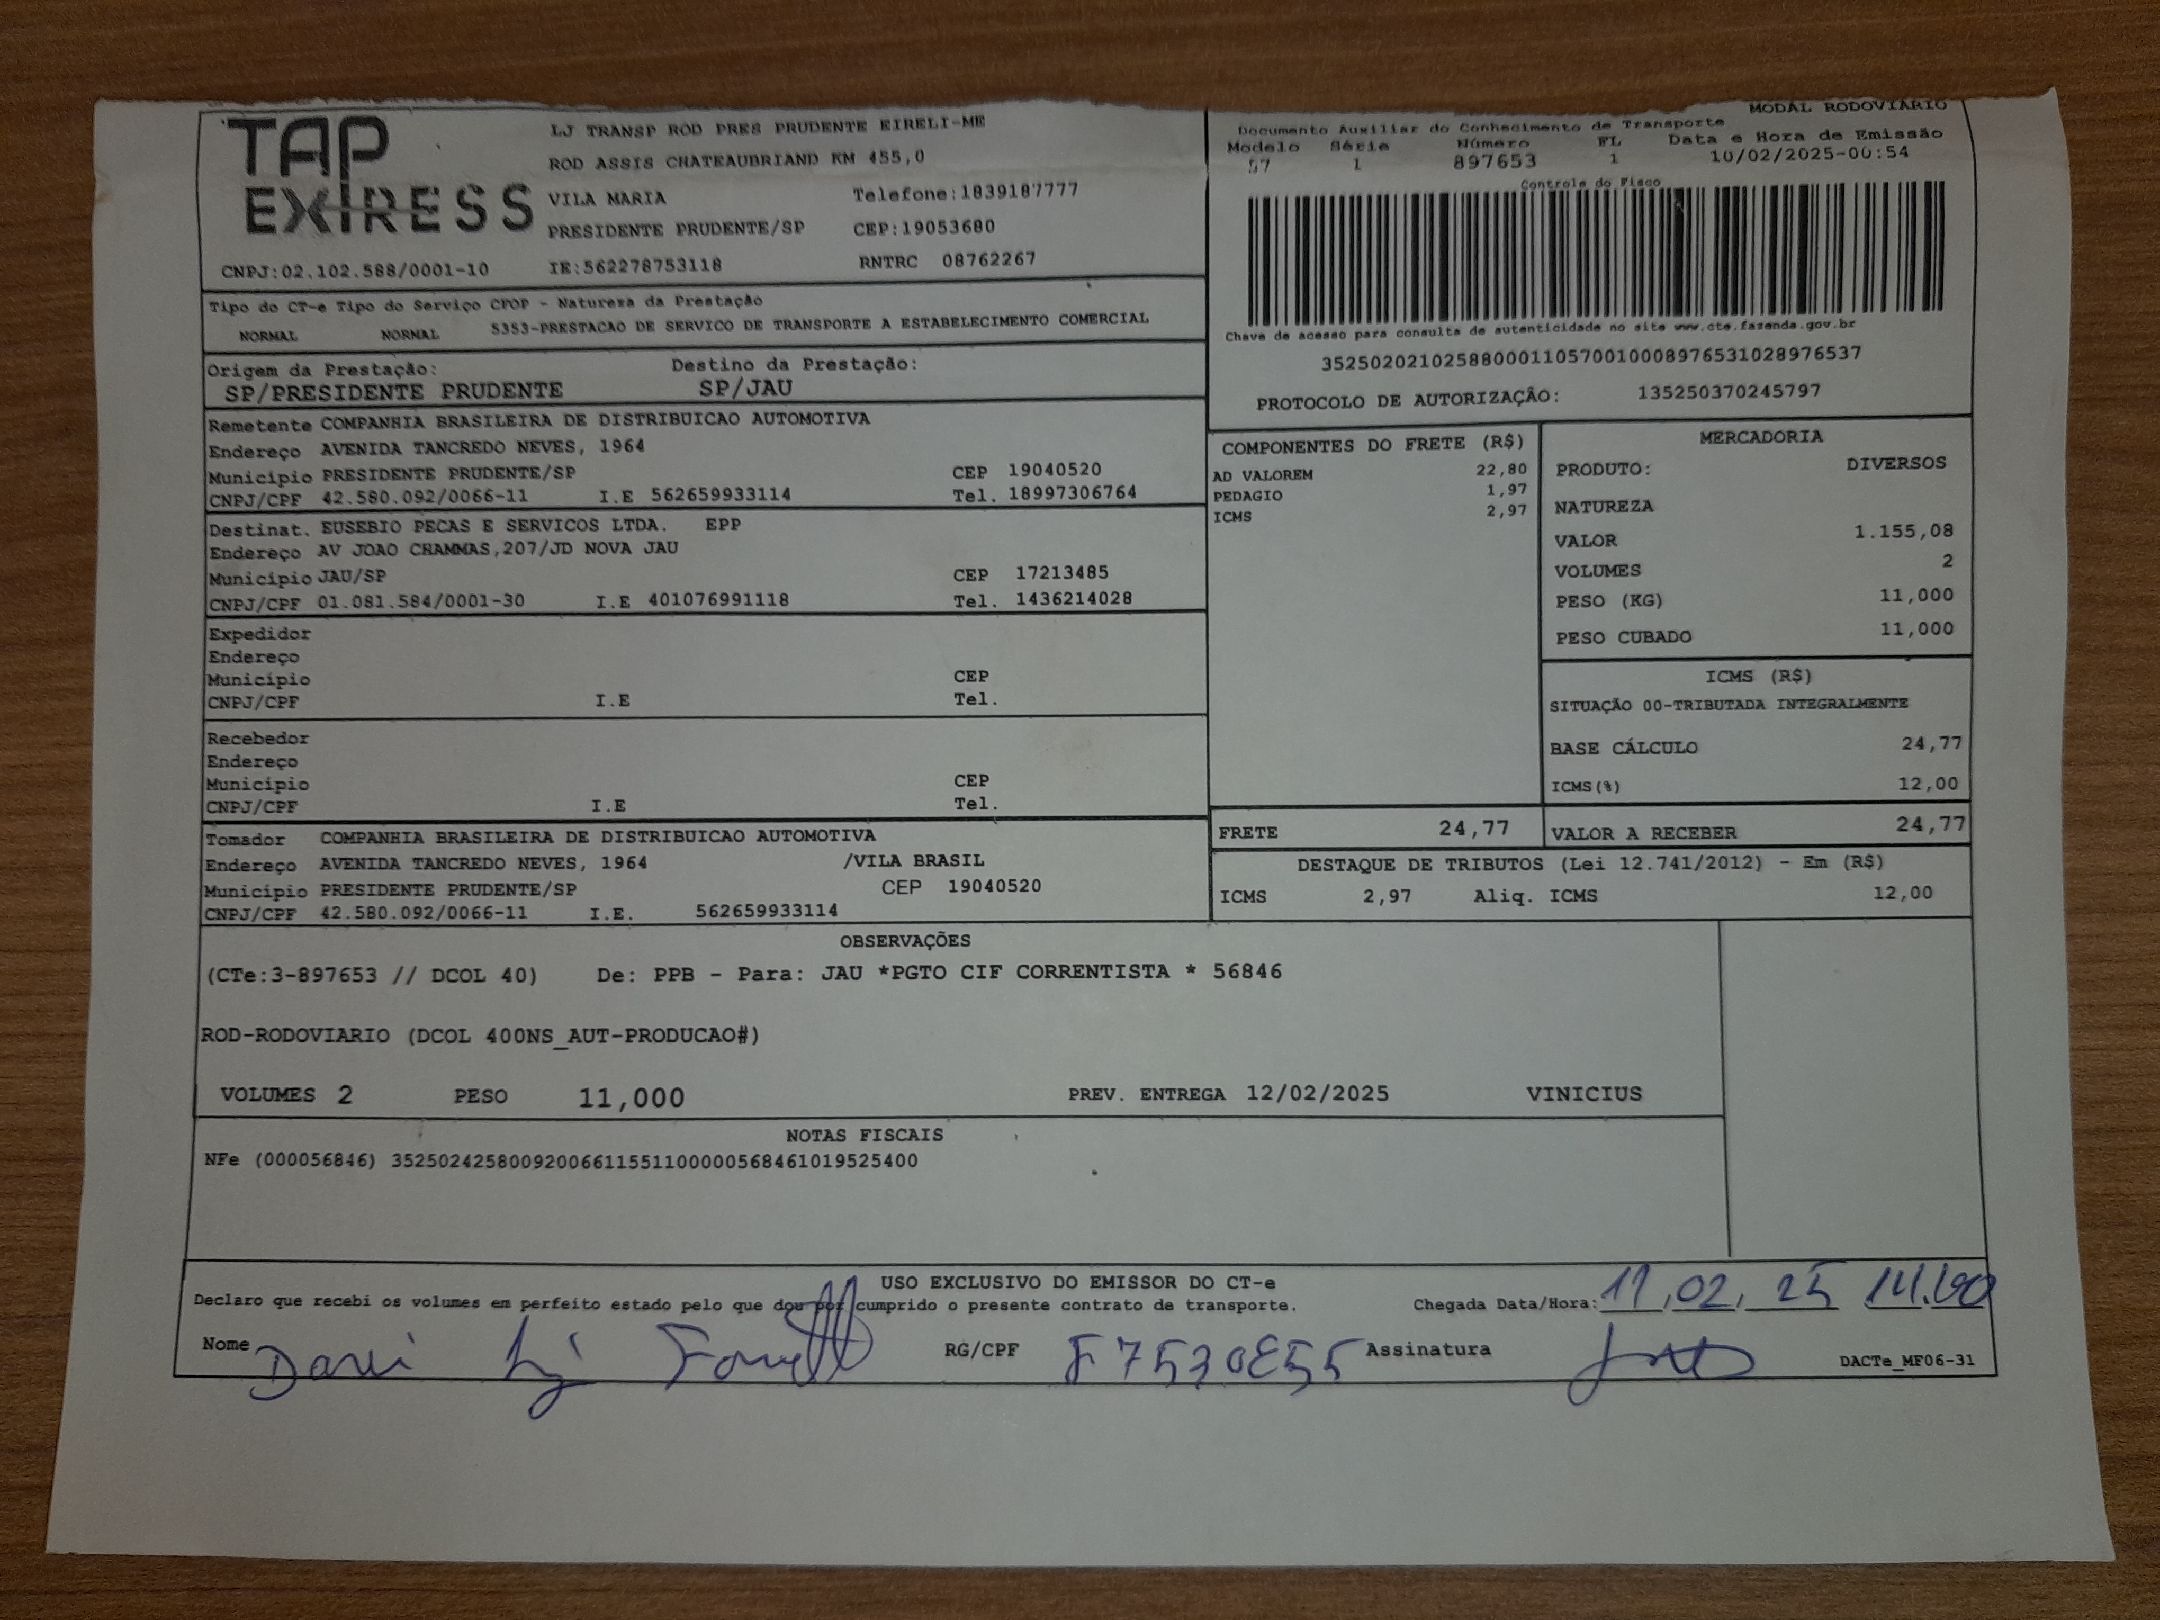 TAP
EXPRESS
LJ TRANSP ROD PRES PRUDENTE EIRELI-ME
ROD ASSIS CHATEAUBRIAND KM 455,0
VILA MARIA Telefone:1839187777
PRESIDENTE PRUDENTE/SP CEP:19053680
CNPJ:02.102.588/0001-10 IE:562278753118 RNTRC 08762267
MODAL RODOVIÁRIO
Documento Auxiliar do Conhecimento de Transporte
Modelo Série Número FL Data e Hora de Emissão
57 1 897653 1 10/02/2025-00:54
Controle do Fisco
Chave de acesso para consulta de autenticidade no site www.cte.fazenda.gov.br
35250202102588000110570010008976531028976537
PROTOCOLO DE AUTORIZAÇÃO: 135250370245797
Tipo do CT-e Tipo do Serviço CFOP - Natureza da Prestação
NORMAL NORMAL 5353-PRESTACAO DE SERVICO DE TRANSPORTE A ESTABELECIMENTO COMERCIAL
Origem da Prestação: Destino da Prestação:
SP/PRESIDENTE PRUDENTE SP/JAU
Remetente COMPANHIA BRASILEIRA DE DISTRIBUICAO AUTOMOTIVA
Endereço AVENIDA TANCREDO NEVES, 1964
Município PRESIDENTE PRUDENTE/SP CEP 19040520
CNPJ/CPF 42.580.092/0066-11 I.E 562659933114 Tel. 18997306764
Destinat. EUSEBIO PECAS E SERVICOS LTDA. EPP
Endereço AV JOAO CHAMMAS,207/JD NOVA JAU
Município JAU/SP CEP 17213485
CNPJ/CPF 01.081.584/0001-30 I.E 401076991118 Tel. 1436214028
Expedidor
Endereço
Município CEP
CNPJ/CPF I.E Tel.
Recebedor
Endereço
Município CEP
CNPJ/CPF I.E Tel.
Tomador COMPANHIA BRASILEIRA DE DISTRIBUICAO AUTOMOTIVA
Endereço AVENIDA TANCREDO NEVES, 1964 /VILA BRASIL
Município PRESIDENTE PRUDENTE/SP CEP 19040520
CNPJ/CPF 42.580.092/0066-11 I.E. 562659933114
COMPONENTES DO FRETE (R$)
AD VALOREM 22,80
PEDAGIO 1,97
ICMS 2,97
MERCADORIA
PRODUTO: DIVERSOS
NATUREZA
VALOR 1.155,08
VOLUMES 2
PESO (KG) 11,000
PESO CUBADO 11,000
ICMS (R$)
SITUAÇÃO 00-TRIBUTADA INTEGRALMENTE
BASE CÁLCULO 24,77
ICMS(%) 12,00
FRETE 24,77 VALOR A RECEBER 24,77
DESTAQUE DE TRIBUTOS (Lei 12.741/2012) - Em (R$)
ICMS 2,97 Aliq. ICMS 12,00
OBSERVAÇÕES
(CTe:3-897653 // DCOL 40) De: PPB - Para: JAU *PGTO CIF CORRENTISTA * 56846
ROD-RODOVIARIO (DCOL 400NS_AUT-PRODUCAO#)
VOLUMES 2 PESO 11,000 PREV. ENTREGA 12/02/2025 VINICIUS
NOTAS FISCAIS
NFe (000056846) 35250242580092006611551100000568461019525400
USO EXCLUSIVO DO EMISSOR DO CT-e
Declaro que recebi os volumes em perfeito estado pelo que dou por cumprido o presente contrato de transporte. Chegada Data/Hora: 11,02,25
Nome RG/CPF Assinatura DACTe_MF06-31